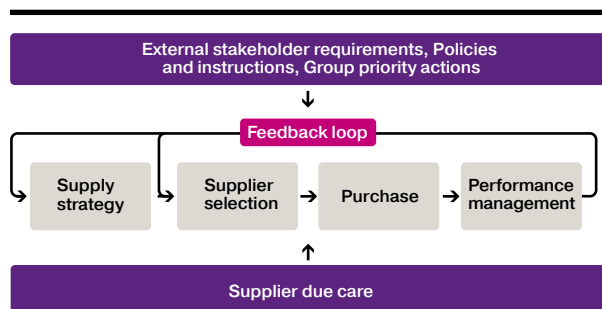 External stakeholder requirements, Policies
and instructions, Group priority actions
Feedback loop
Supply
strategy
Supplier
selection
Purchase
Performance
management
Supplier due care